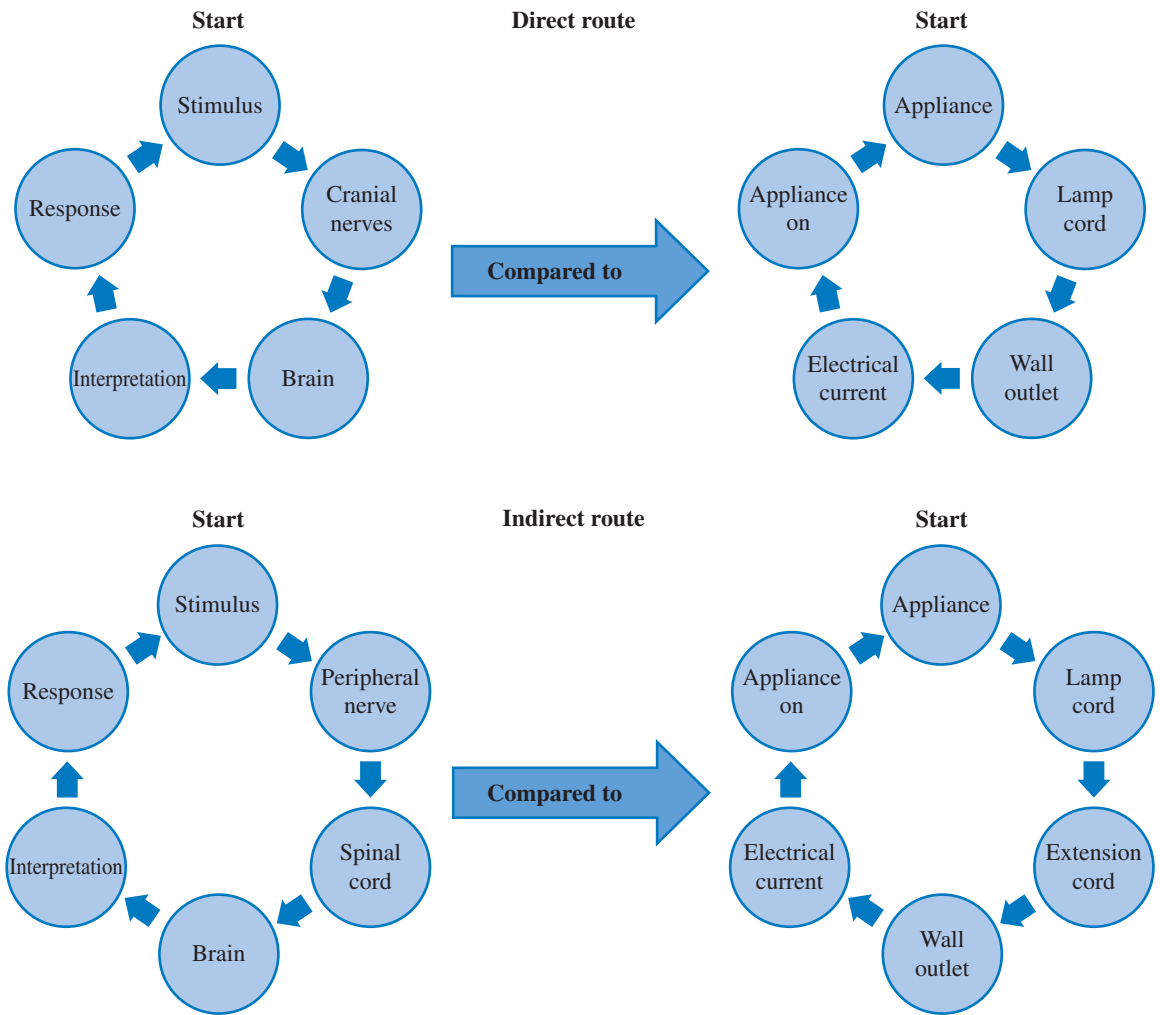 Start
Direct route
Start
Stimulus
Cranial
nerves
Brain
Interpretation
Response
Compared to
Appliance
Lamp
cord
Wall
outlet
Electrical
current
Appliance
on
Start
Indirect route
Start
Stimulus
Peripheral
nerve
Spinal
cord
Brain
Interpretation
Response
Compared to
Appliance
Lamp
cord
Extension
cord
Wall
outlet
Electrical
current
Appliance
on